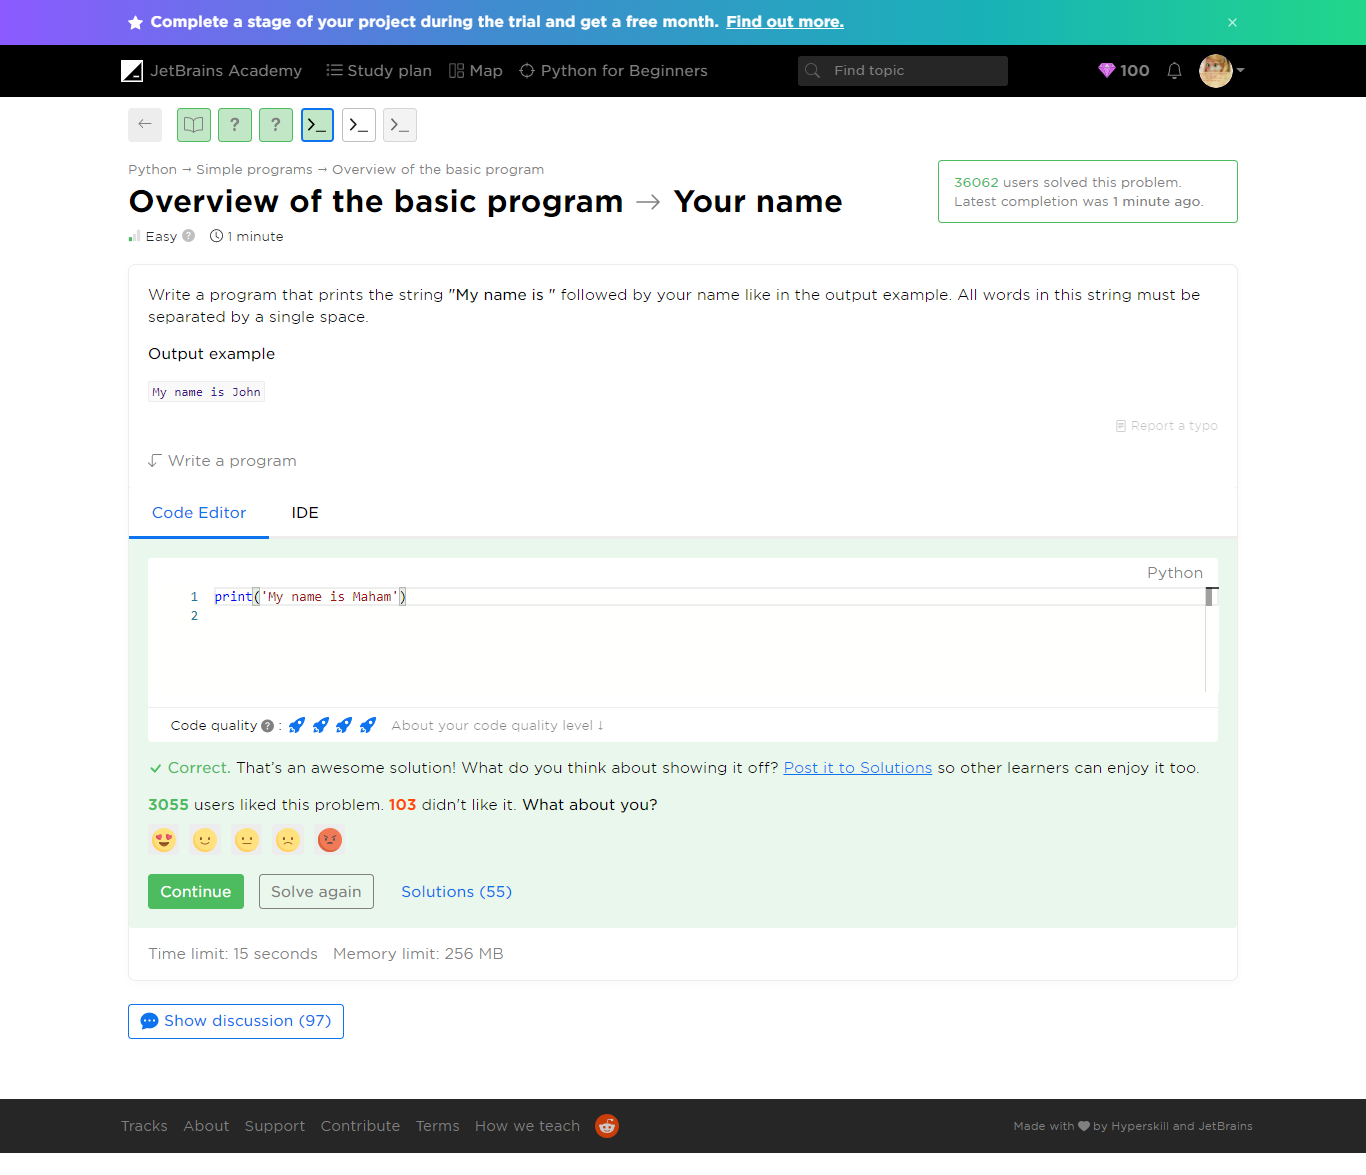 Complete a stage of your project during the trial and get a free month. Find out more. ×
JetBrains Academy Study plan Map Python for Beginners Find topic 100
? ? >_ >_ >_
Python → Simple programs → Overview of the basic program
Overview of the basic program → Your name
36062 users solved this problem.
Latest completion was 1 minute ago.
Easy ? 1 minute
Write a program that prints the string "My name is " followed by your name like in the output example. All words in this string must be
separated by a single space.
Output example
My name is John
Report a typo
Write a program
Code Editor IDE
Python
1 print('My name is Maham')
2
Code quality ? : About your code quality level ↓
Correct. That's an awesome solution! What do you think about showing it off? Post it to Solutions so other learners can enjoy it too.
3055 users liked this problem. 103 didn't like it. What about you?
Continue Solve again Solutions (55)
Time limit: 15 seconds Memory limit: 256 MB
Show discussion (97)
Tracks About Support Contribute Terms How we teach Made with ♥ by Hyperskill and JetBrains